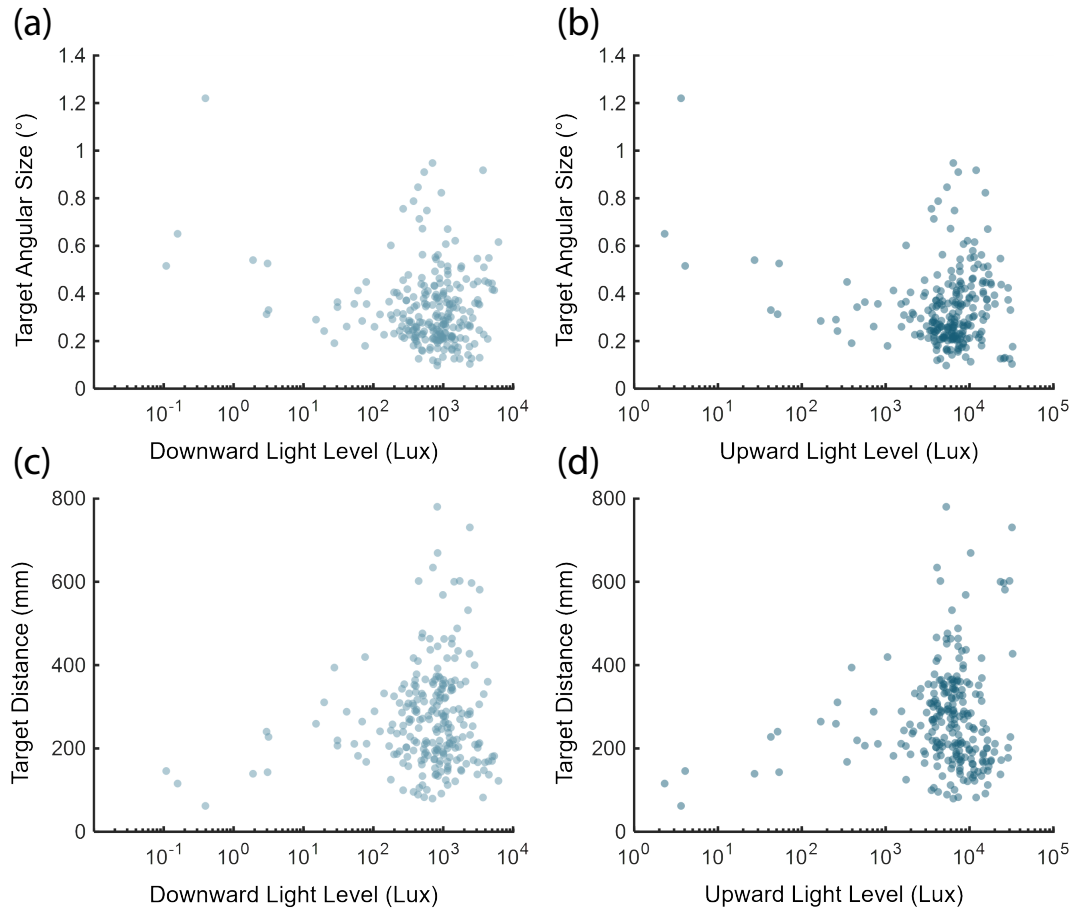 (a)
1.4
1.2
1
0.8
0.6
0.4
0.2
0
Target Angular Size (°)
10-1 100 101 102 103 104
Downward Light Level (Lux)
(b)
1.4
1.2
1
0.8
0.6
0.4
0.2
0
Target Angular Size (°)
100 101 102 103 104 105
Upward Light Level (Lux)
(c)
800
600
400
200
0
Target Distance (mm)
10-1 100 101 102 103 104
Downward Light Level (Lux)
(d)
800
600
400
200
0
Target Distance (mm)
100 101 102 103 104 105
Upward Light Level (Lux)